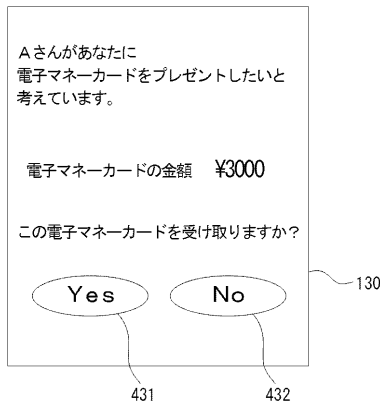 Aさんがあなたに
電子マネーカードをプレゼントしたいと
考えています。
電子マネーカードの金額 ¥3000
この電子マネーカードを受け取りますか？
Yes No
130
431 432